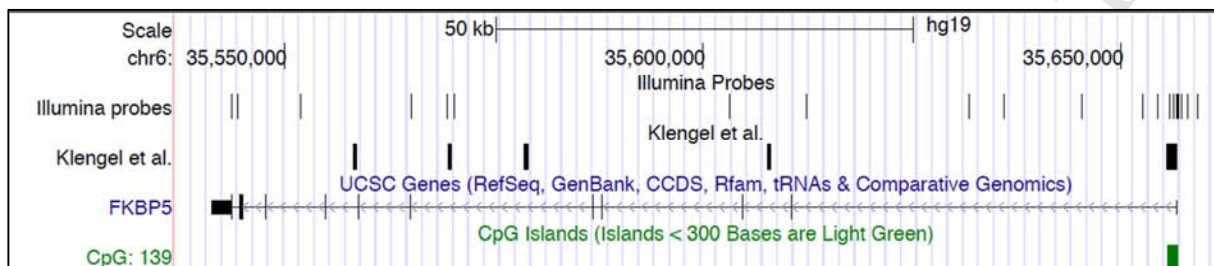 Scale 50 kb hg19
chr6: 35,550,000 35,600,000 35,650,000
Illumina Probes
Illumina probes
Klengel et al.
Klengel et al.
UCSC Genes (RefSeq, GenBank, CCDS, Rfam, tRNAs & Comparative Genomics)
FKBP5
CpG Islands (Islands < 300 Bases are Light Green)
CpG: 139